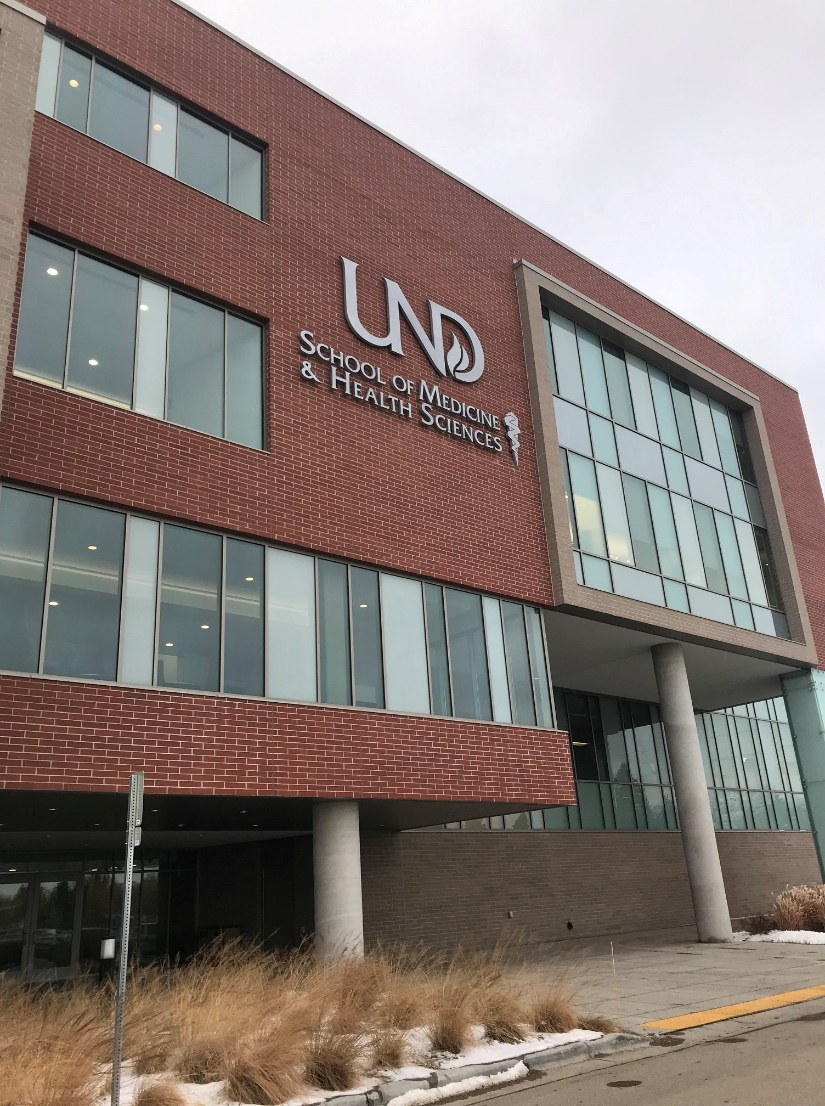 UND
School of Medicine
& Health Sciences